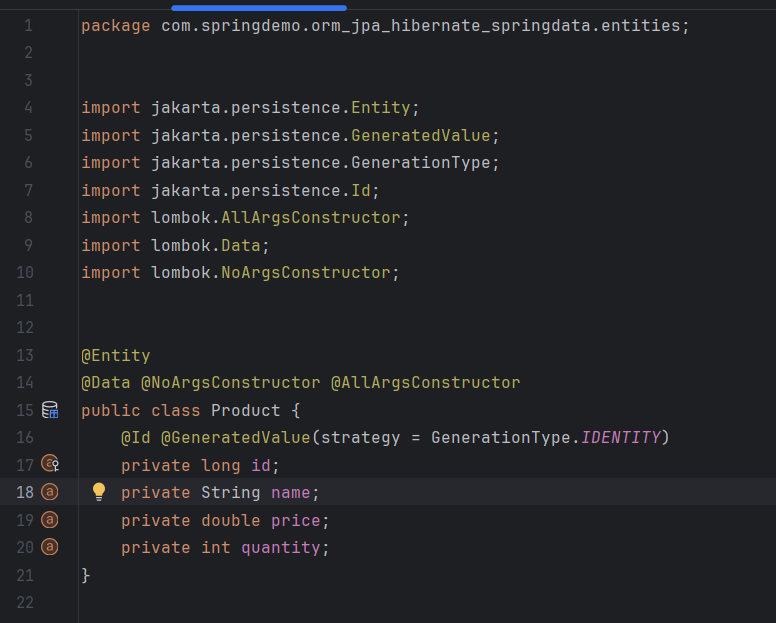 1 package com.springdemo.orm_jpa_hibernate_springdata.entities;
2
3
4 import jakarta.persistence.Entity;
5 import jakarta.persistence.GeneratedValue;
6 import jakarta.persistence.GenerationType;
7 import jakarta.persistence.Id;
8 import lombok.AllArgsConstructor;
9 import lombok.Data;
10 import lombok.NoArgsConstructor;
11
12
13 @Entity
14 @Data @NoArgsConstructor @AllArgsConstructor
15 public class Product {
16     @Id @GeneratedValue(strategy = GenerationType.IDENTITY)
17     private long id;
18     private String name;
19     private double price;
20     private int quantity;
21 }
22